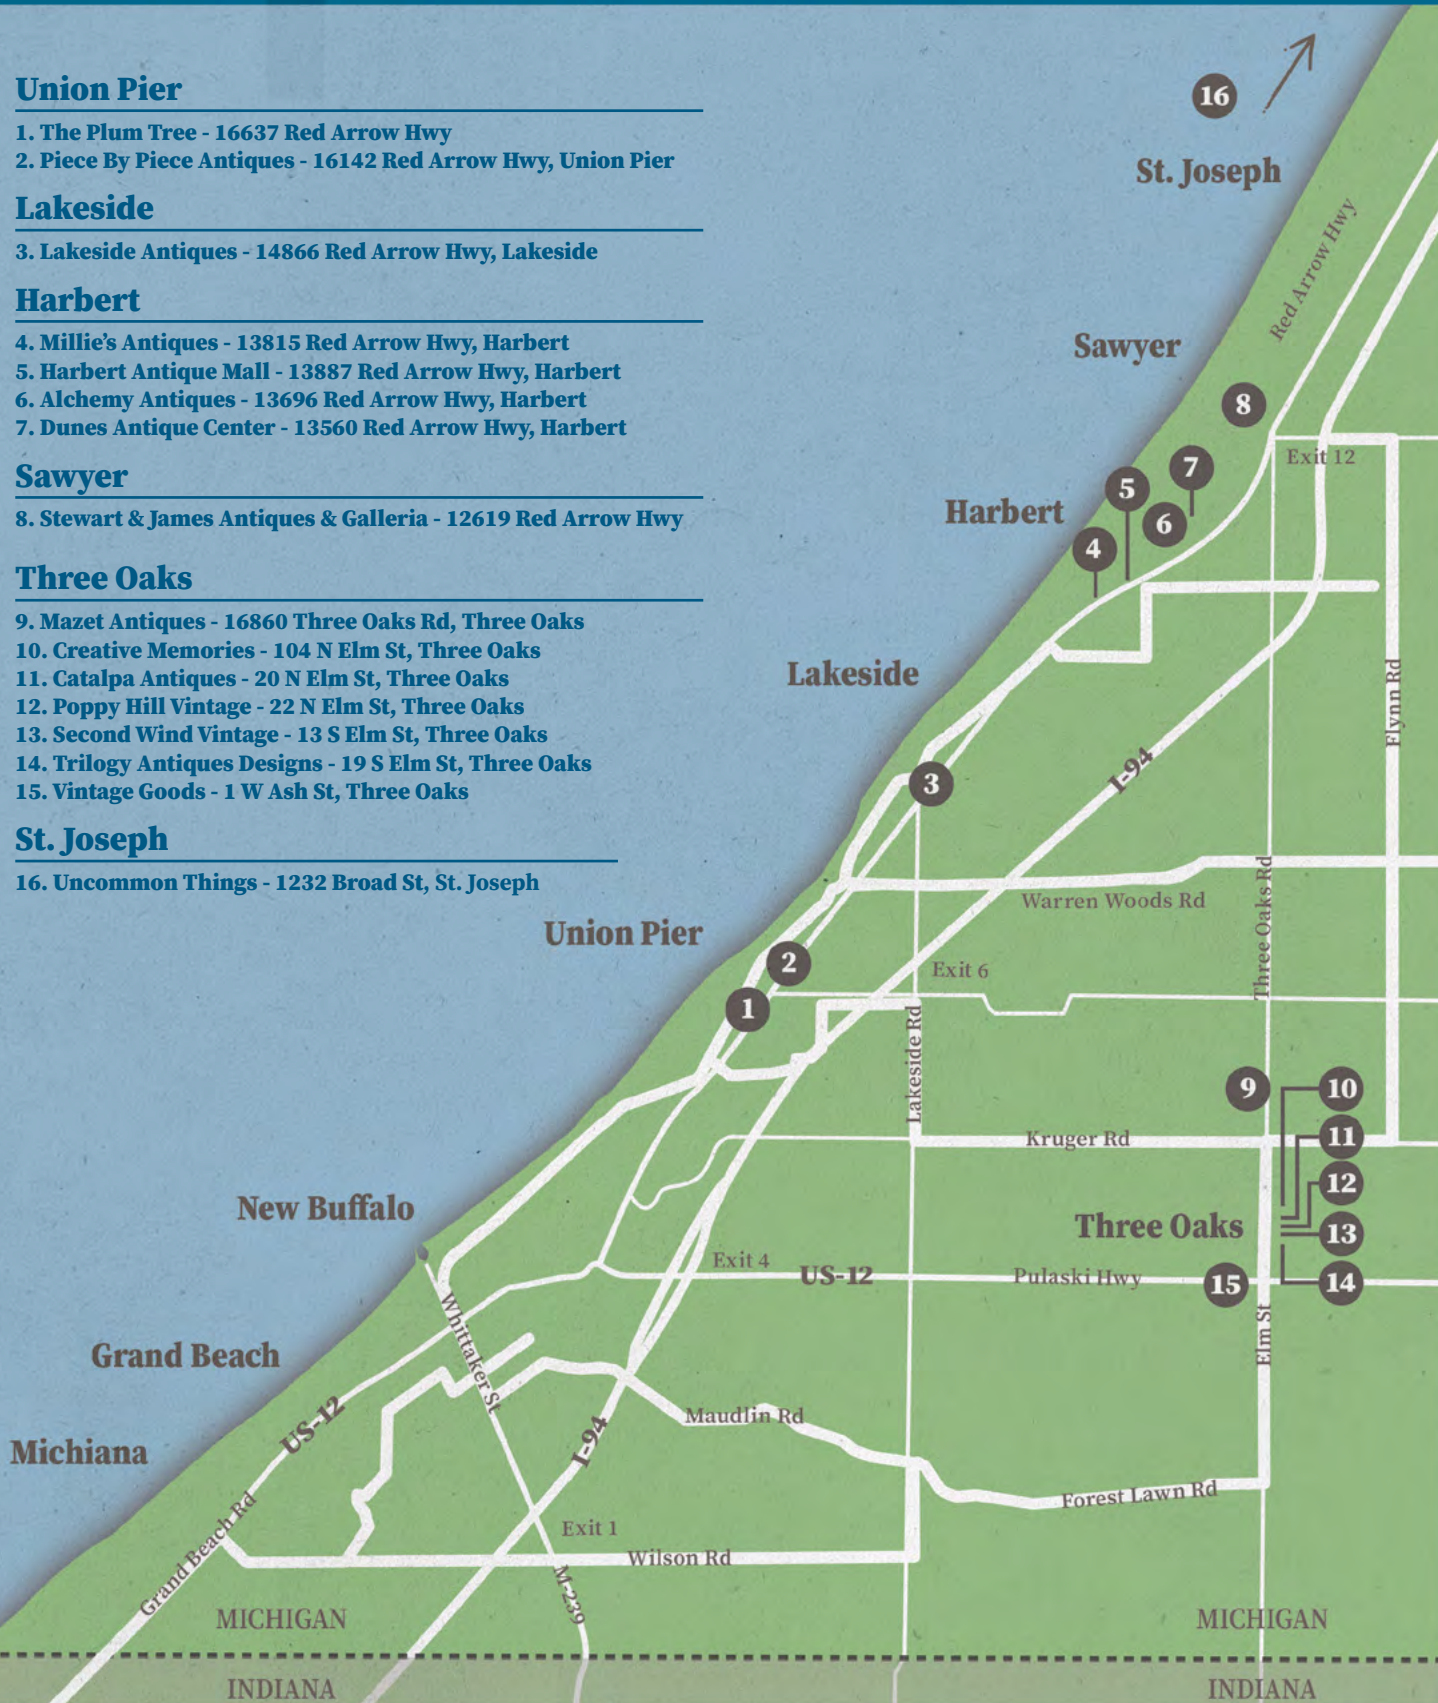 Union Pier
1. The Plum Tree - 16637 Red Arrow Hwy
2. Piece By Piece Antiques - 16142 Red Arrow Hwy, Union Pier
Lakeside
3. Lakeside Antiques - 14866 Red Arrow Hwy, Lakeside
Harbert
4. Millie's Antiques - 13815 Red Arrow Hwy, Harbert
5. Harbert Antique Mall - 13887 Red Arrow Hwy, Harbert
6. Alchemy Antiques - 13696 Red Arrow Hwy, Harbert
7. Dunes Antique Center - 13560 Red Arrow Hwy, Harbert
Sawyer
8. Stewart & James Antiques & Galleria - 12619 Red Arrow Hwy
Three Oaks
9. Mazet Antiques - 16860 Three Oaks Rd, Three Oaks
10. Creative Memories - 104 N Elm St, Three Oaks
11. Catalpa Antiques - 20 N Elm St, Three Oaks
12. Poppy Hill Vintage - 22 N Elm St, Three Oaks
13. Second Wind Vintage - 13 S Elm St, Three Oaks
14. Trilogy Antiques Designs - 19 S Elm St, Three Oaks
15. Vintage Goods - 1 W Ash St, Three Oaks
St. Joseph
16. Uncommon Things - 1232 Broad St, St. Joseph
16
St. Joseph
Red Arrow Hwy
Sawyer
8
Exit 12
7
5
Harbert
6
4
Lakeside
Flynn Rd
I-94
3
Warren Woods Rd
Three Oaks Rd
Union Pier
2
Exit 6
1
Lakeside Rd
9
10
Kruger Rd
11
12
New Buffalo
Three Oaks
13
Exit 4
US-12
Pulaski Hwy
15
14
Whittaker St
Elm St
Grand Beach
US-12
Maudlin Rd
I-94
Michiana
Forest Lawn Rd
Grand Beach Rd
Exit 1
Wilson Rd
M-239
MICHIGAN
MICHIGAN
INDIANA
INDIANA